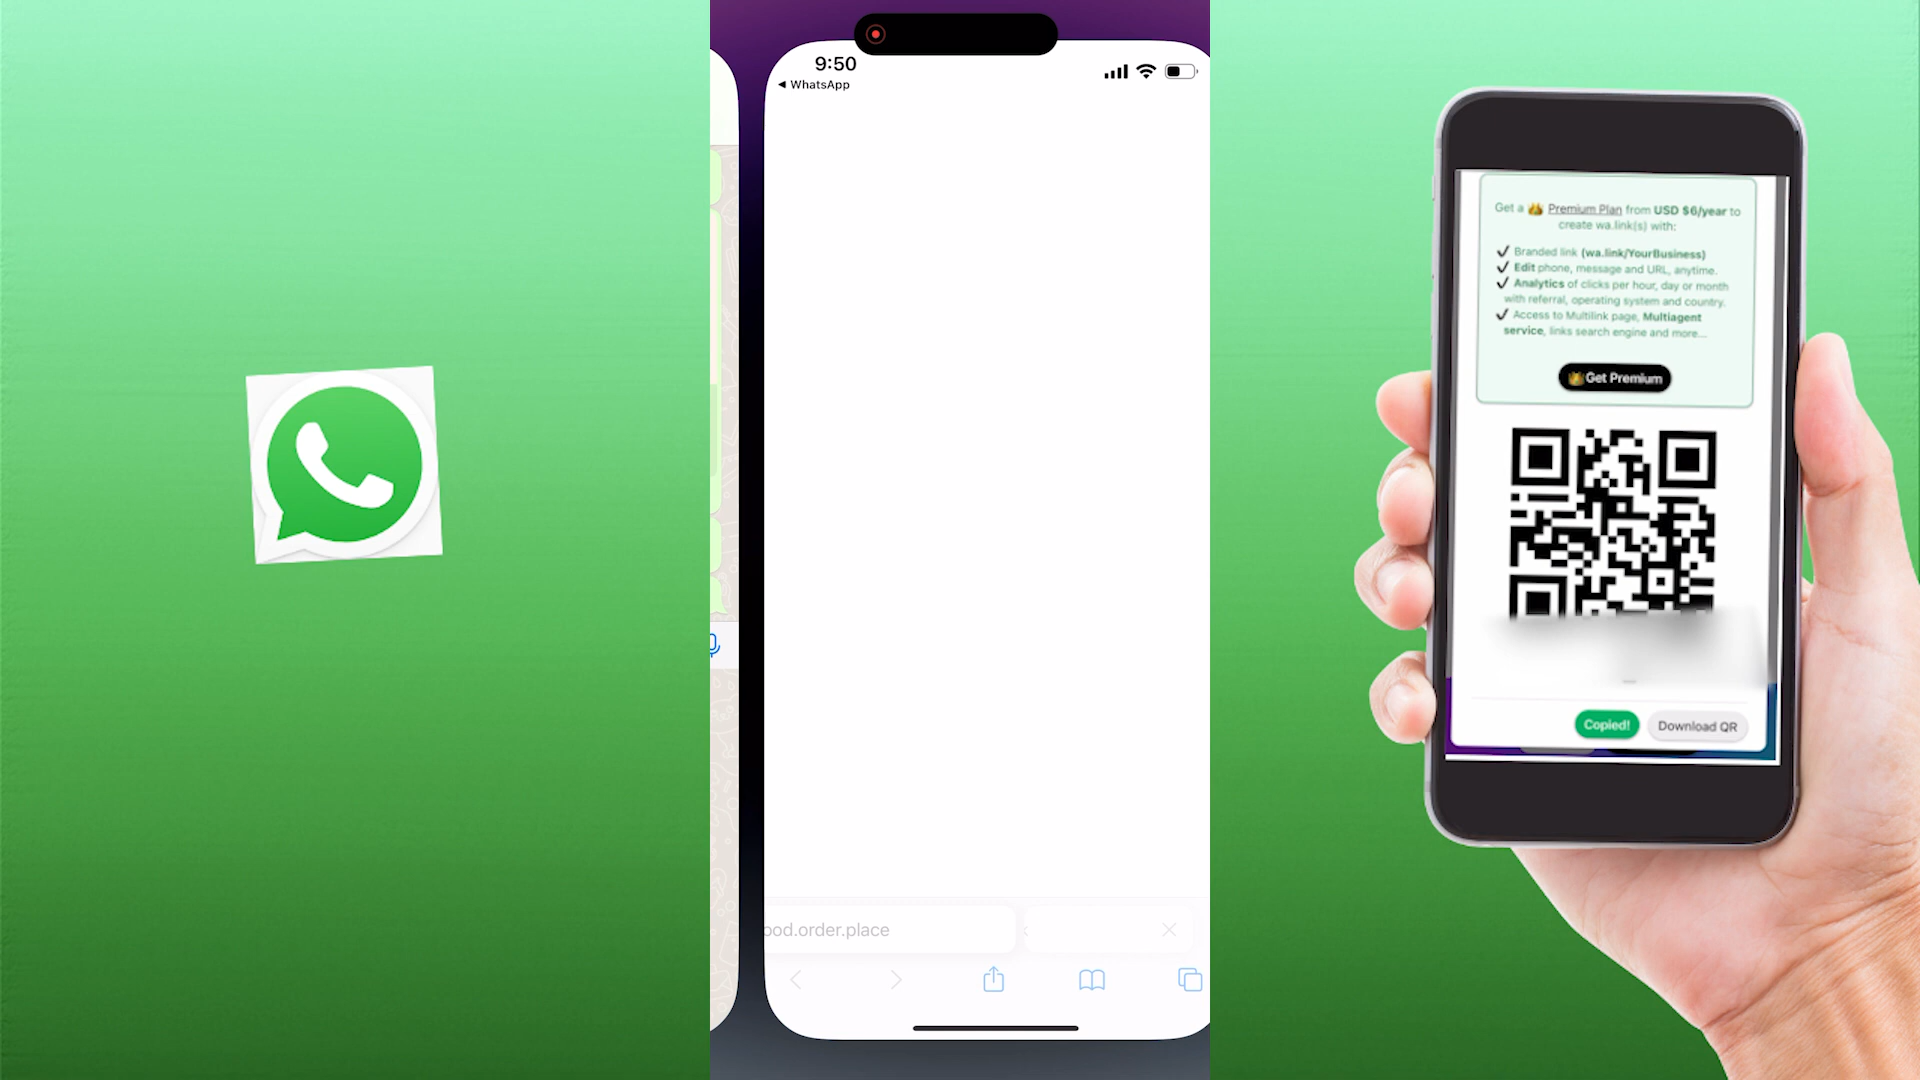 9:50
◀ WhatsApp
ood.order.place
Get a 👑 Premium Plan from USD $6/year to
create wa.link(s) with:
✔ Branded link (wa.link/YourBusiness)
✔ Edit phone, message and URL, anytime.
✔ Analytics of clicks per hour, day or month
with referral, operating system and country.
✔ Access to Multilink page, Multiagent
service, links search engine and more...
👑Get Premium
Copied!
Download QR